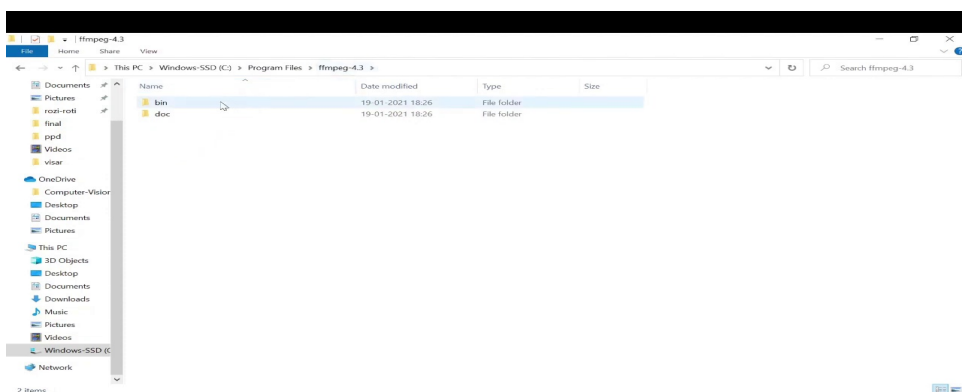 ffmpeg-4.3
File Home Share View
This PC > Windows-SSD (C:) > Program Files > ffmpeg-4.3 >
Search ffmpeg-4.3
Name Date modified Type Size
bin 19-01-2021 18:26 File folder
doc 19-01-2021 18:26 File folder
Documents
Pictures
rozi-roti
final
ppd
Videos
visar
OneDrive
Computer-Vision
Desktop
Documents
Pictures
This PC
3D Objects
Desktop
Documents
Downloads
Music
Pictures
Videos
Windows-SSD (C
Network
2 items